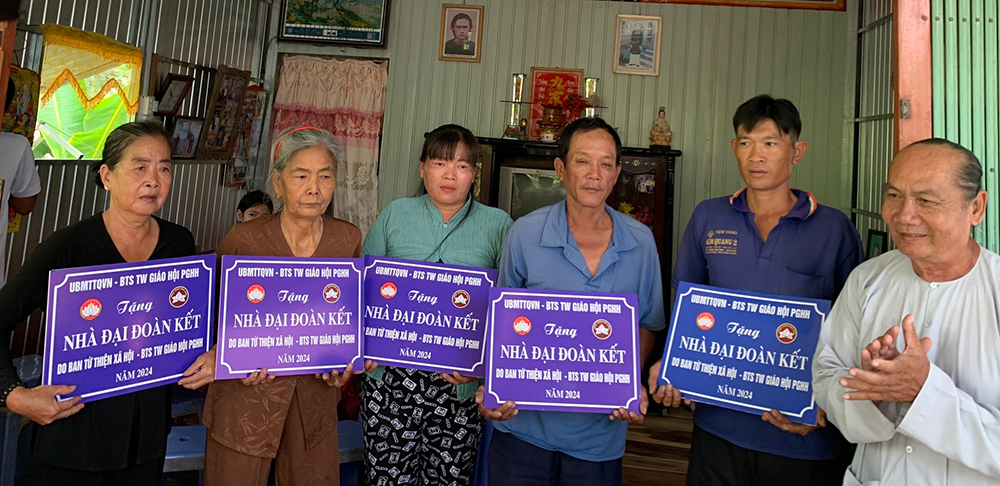 UBMTTQVN - BTS TW GIÁO HỘI PGHH
Tặng
NHÀ ĐẠI ĐOÀN KẾT
DO BAN TỪ THIỆN XÃ HỘI - BTS TW GIÁO HỘI PGHH
NĂM 2024
UBMTTQVN - BTS TW GIÁO HỘI PGHH
Tặng
NHÀ ĐẠI ĐOÀN KẾT
DO BAN TỪ THIỆN XÃ HỘI - BTS TW GIÁO HỘI PGHH
NĂM 2024
UBMTTQVN - BTS TW GIÁO HỘI PGHH
Tặng
NHÀ ĐẠI ĐOÀN KẾT
DO BAN TỪ THIỆN XÃ HỘI - BTS TW GIÁO HỘI PGHH
NĂM 2024
UBMTTQVN - BTS TW GIÁO HỘI PGHH
Tặng
NHÀ ĐẠI ĐOÀN KẾT
DO BAN TỪ THIỆN XÃ HỘI - BTS TW GIÁO HỘI PGHH
NĂM 2024
TIỆM VÀNG
KIM QUANG 2
UBMTTQVN - BTS TW GIÁO HỘI PGHH
Tặng
NHÀ ĐẠI ĐOÀN KẾT
DO BAN TỪ THIỆN XÃ HỘI - BTS TW GIÁO HỘI PGHH
NĂM 2024